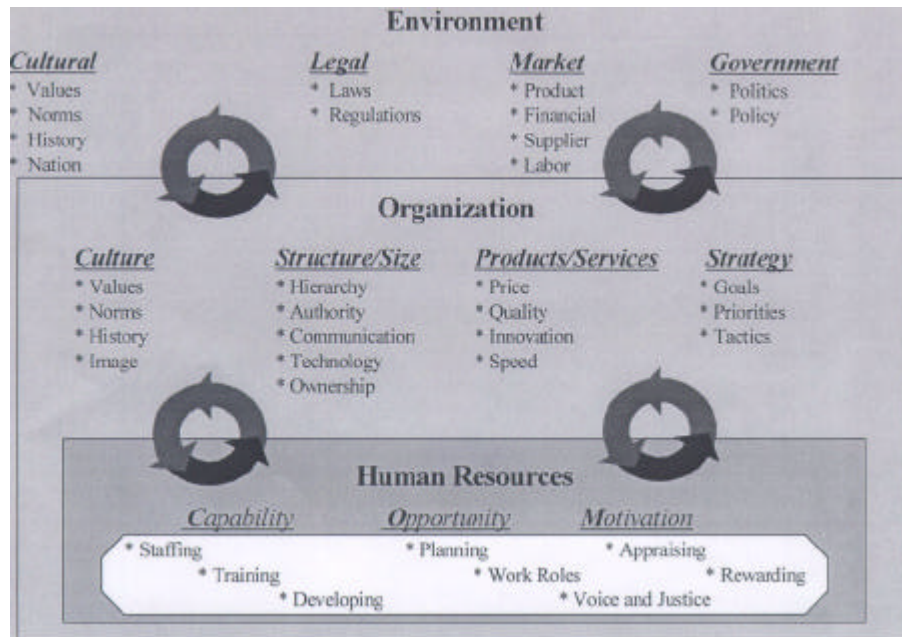 Environment
Cultural
* Values
* Norms
* History
* Nation
Legal
* Laws
* Regulations
Market
* Product
* Financial
* Supplier
* Labor
Government
* Politics
* Policy
Organization
Culture
* Values
* Norms
* History
* Image
Structure/Size
* Hierarchy
* Authority
* Communication
* Technology
* Ownership
Products/Services
* Price
* Quality
* Innovation
* Speed
Strategy
* Goals
* Priorities
* Tactics
Human Resources
Capability
Opportunity
Motivation
* Staffing
* Training
* Developing
* Planning
* Work Roles
* Appraising
* Rewarding
* Voice and Justice